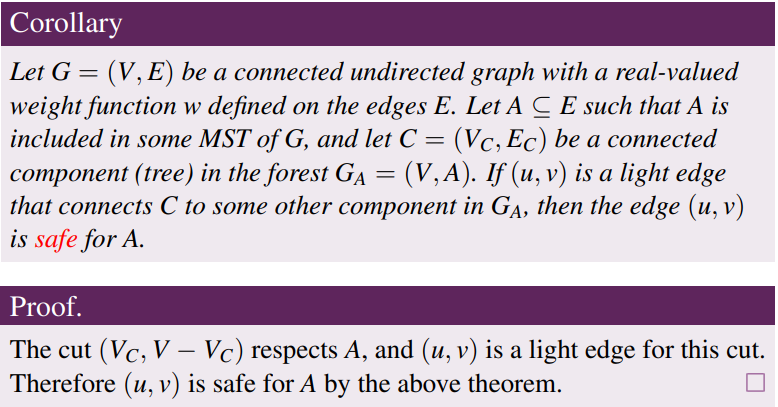 Corollary
Let G = (V, E) be a connected undirected graph with a real-valued
weight function w defined on the edges E. Let A ⊆ E such that A is
included in some MST of G, and let C = (V_C, E_C) be a connected
component (tree) in the forest G_A = (V, A). If (u, v) is a light edge
that connects C to some other component in G_A, then the edge (u, v)
is safe for A.
Proof.
The cut (V_C, V − V_C) respects A, and (u, v) is a light edge for this cut.
Therefore (u, v) is safe for A by the above theorem. □